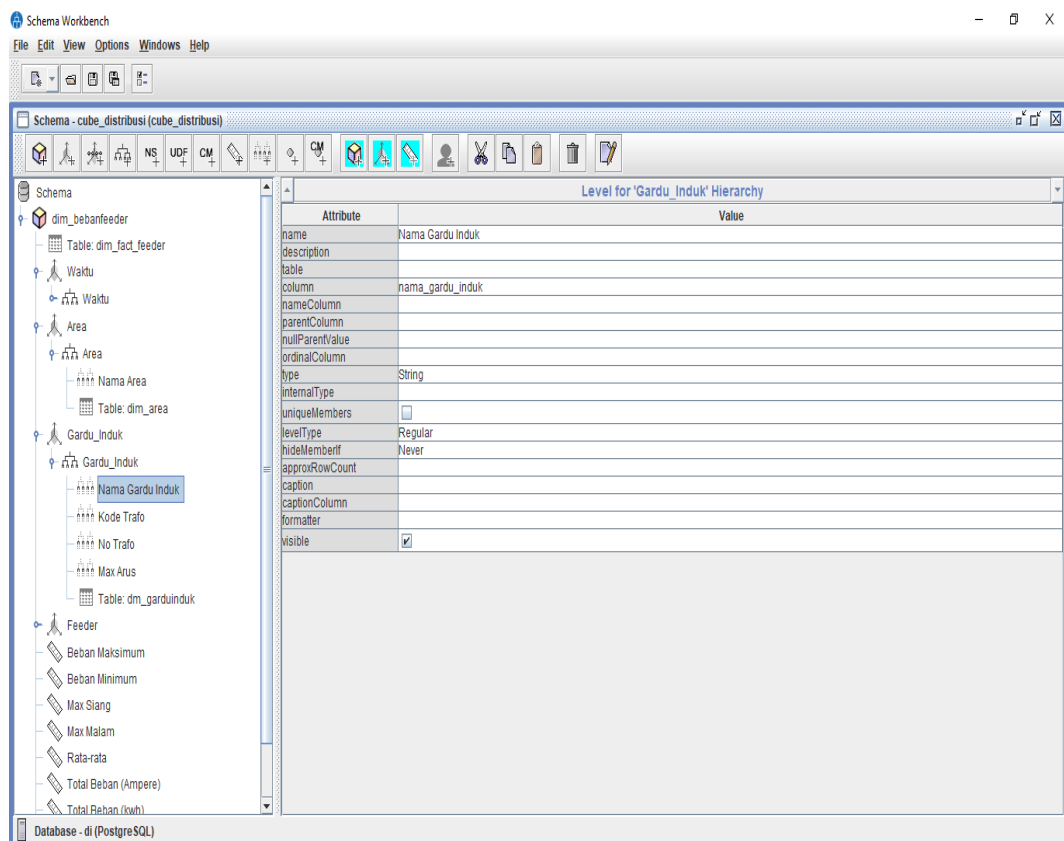 Schema Workbench
File Edit View Options Windows Help
Schema - cube_distribusi (cube_distribusi)
NS UDF CM CM
Schema
dim_bebanfeeder
Table: dim_fact_feeder
Waktu
Waktu
Area
Area
Nama Area
Table: dim_area
Gardu_Induk
Gardu_Induk
Nama Gardu Induk
Kode Trafo
No Trafo
Max Arus
Table: dm_garduinduk
Feeder
Beban Maksimum
Beban Minimum
Max Siang
Max Malam
Rata-rata
Total Beban (Ampere)
Total Beban (kwh)
Level for 'Gardu_Induk' Hierarchy
Attribute Value
name Nama Gardu Induk
description
table
column nama_gardu_induk
nameColumn
parentColumn
nullParentValue
ordinalColumn
type String
internalType
uniqueMembers
levelType Regular
hideMemberIf Never
approxRowCount
caption
captionColumn
formatter
visible
Database - di (PostgreSQL)